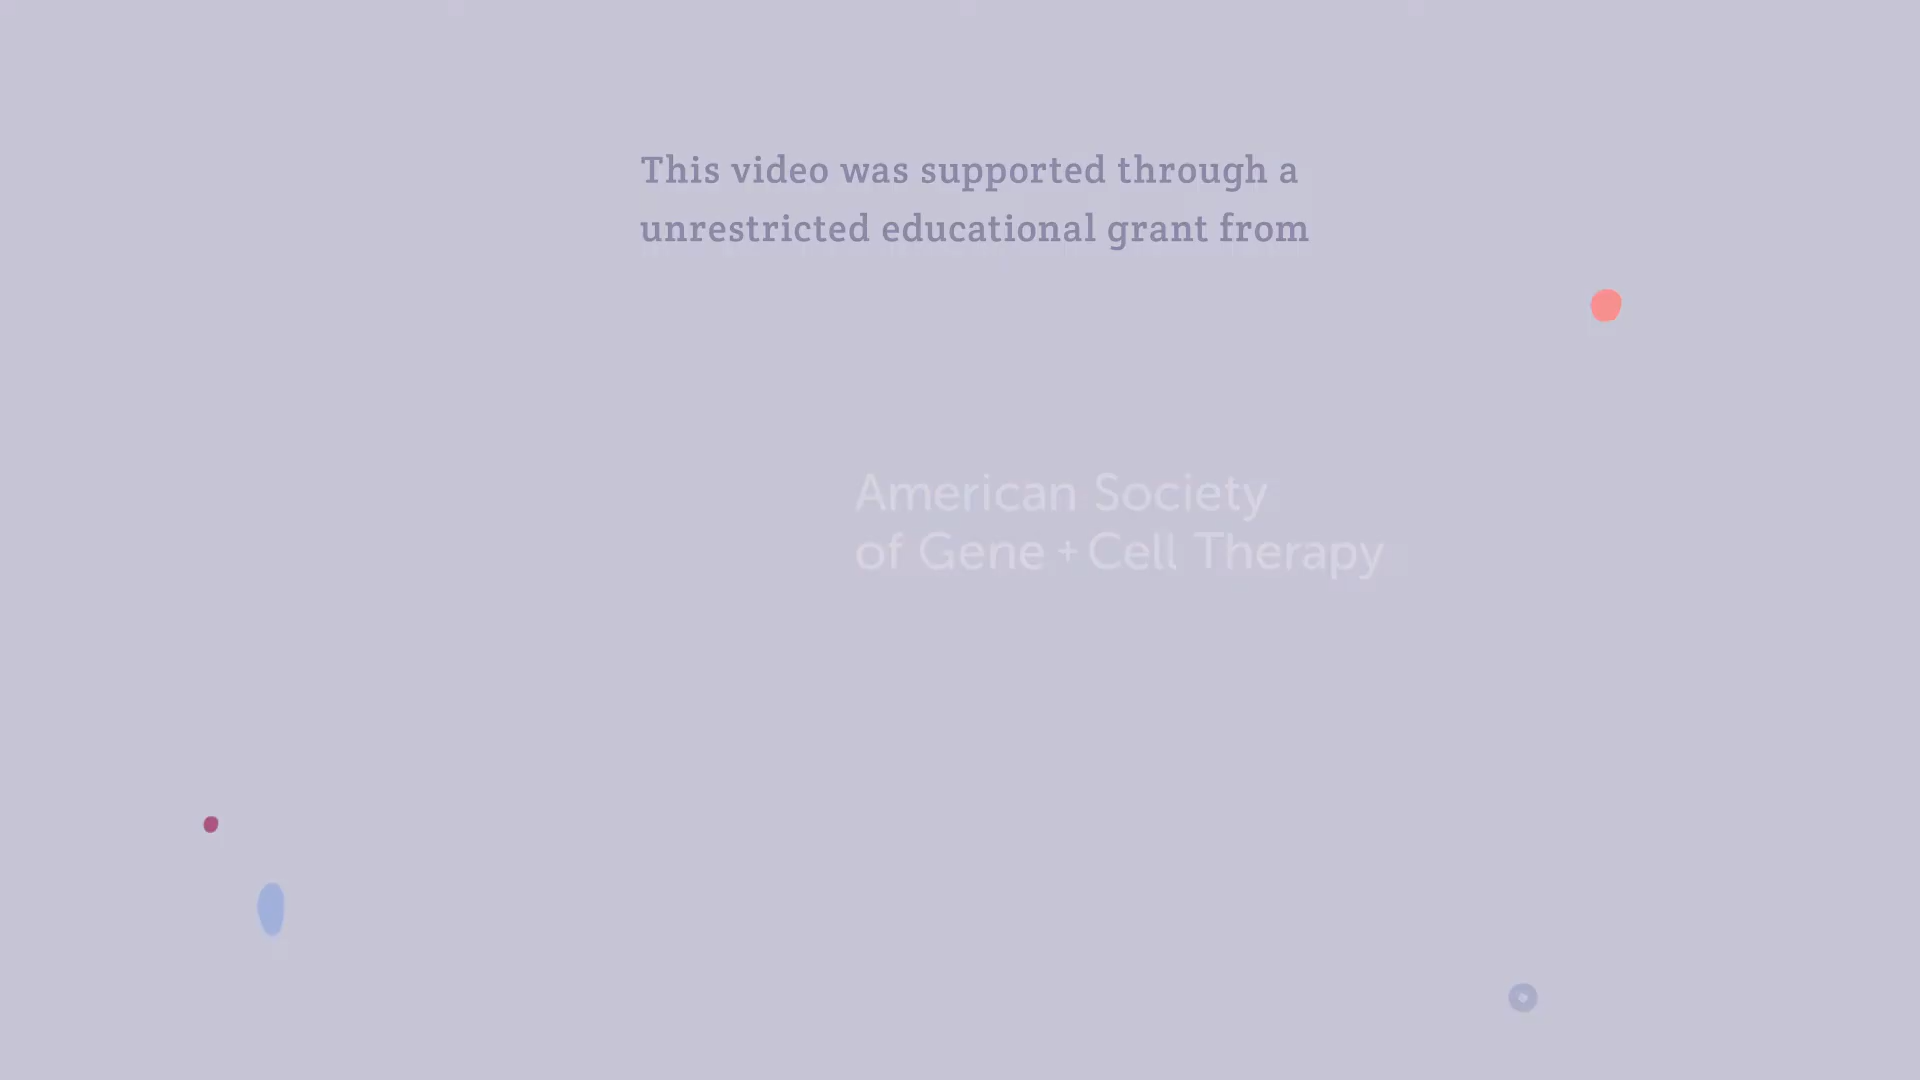 This video was supported through a
unrestricted educational grant from
American Society
of Gene + Cell Therapy